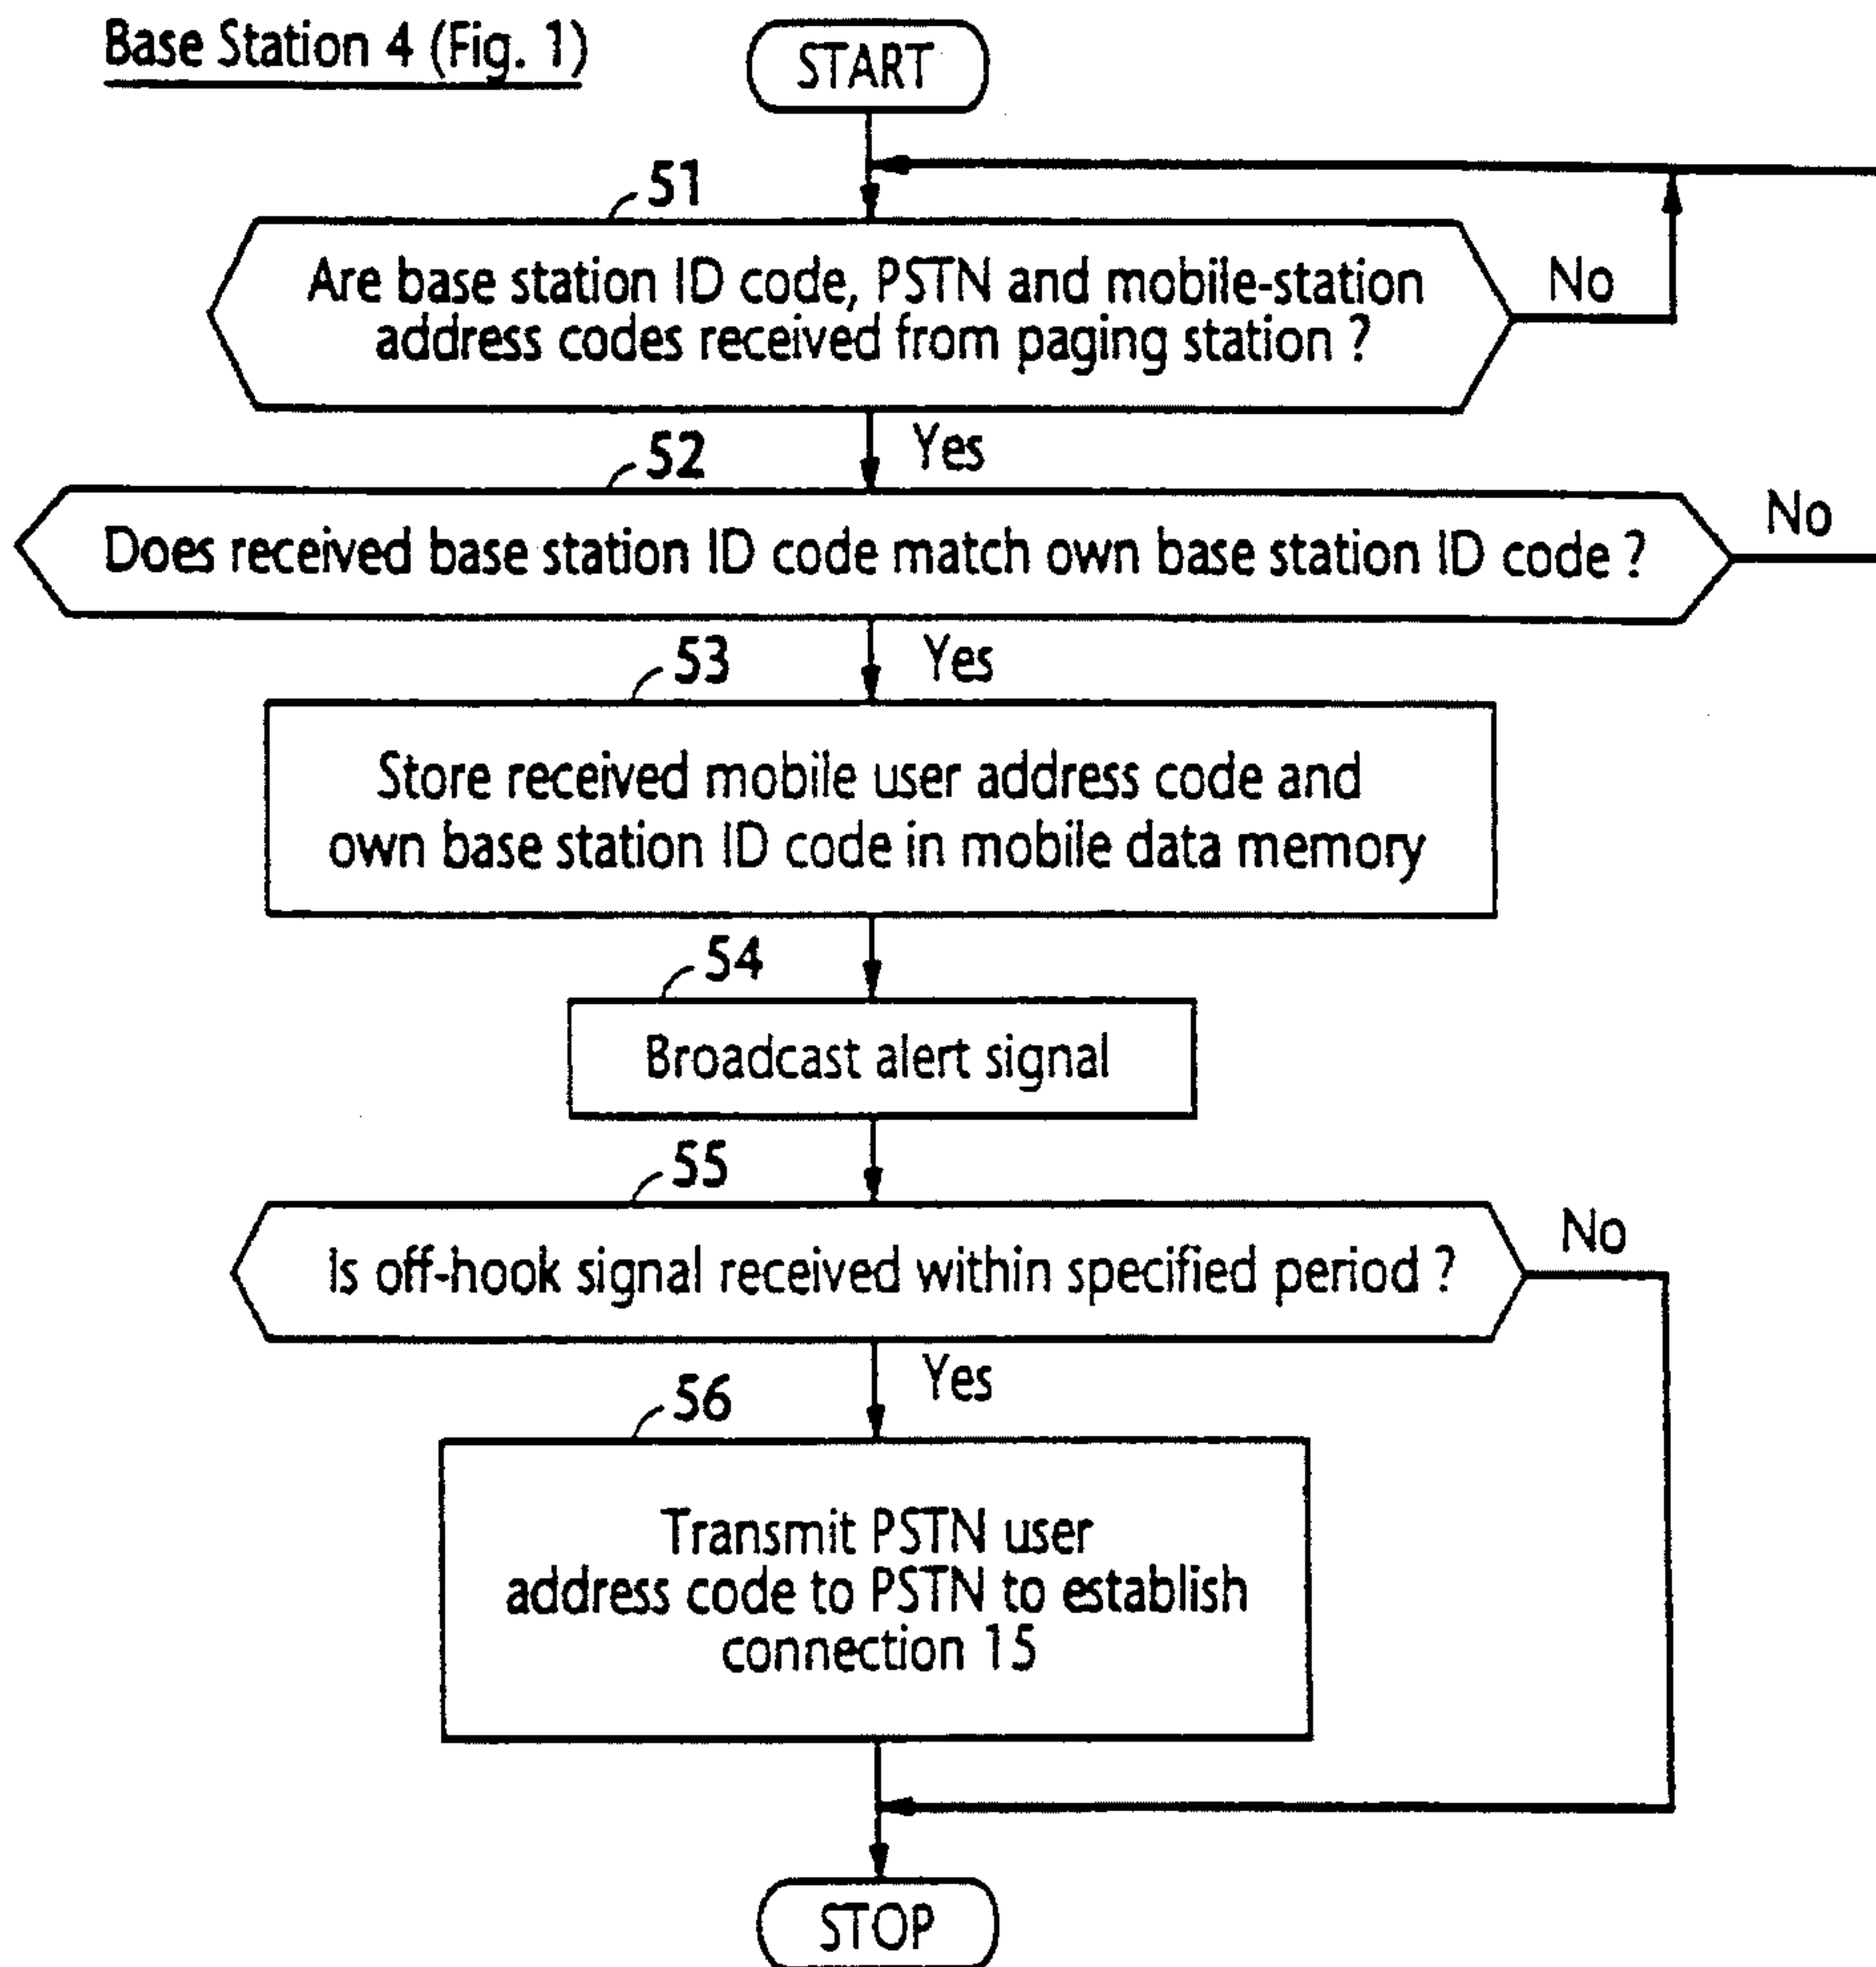 Base Station 4 (Fig. 1)
START
51
Are base station ID code, PSTN and mobile-station
address codes received from paging station ?
No
Yes
52
Does received base station ID code match own base station ID code ?
No
Yes
53
Store received mobile user address code and
own base station ID code in mobile data memory
54
Broadcast alert signal
55
Is off-hook signal received within specified period ?
No
Yes
56
Transmit PSTN user
address code to PSTN to establish
connection 15
STOP